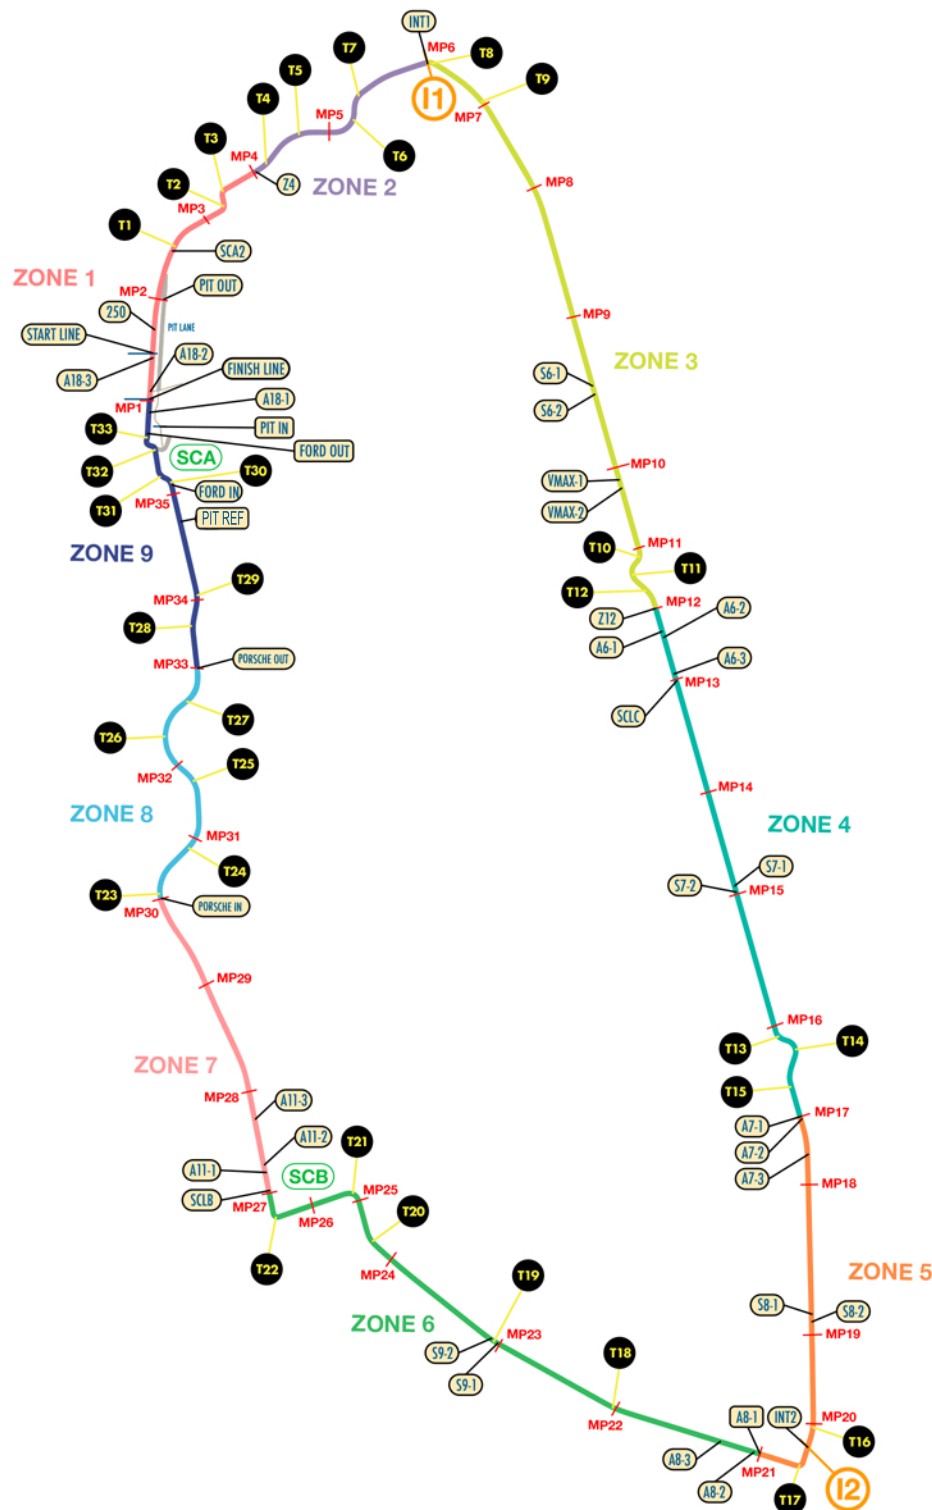 INT1
MP6
T8
T7
T5
I1
T9
T4
MP5
MP7
T3
MP4
T6
Z4
ZONE 2
T2
MP8
MP3
T1
SCA2
ZONE 1
PIT OUT
MP2
250
PIT LANE
MP9
START LINE
A18-2
ZONE 3
FINISH LINE
A18-3
S6-1
A18-1
MP1
S6-2
T33
PIT IN
FORD OUT
SCA
T32
MP10
T30
VMAX-1
FORD IN
MP35
T31
VMAX-2
PIT REF
T10
MP11
ZONE 9
T11
T29
T12
MP34
MP12
A6-2
Z12
T28
A6-1
PORSCHE OUT
A6-3
MP33
MP13
SCLC
T27
T26
T25
MP32
MP14
ZONE 8
ZONE 4
MP31
S7-1
T24
S7-2
T23
MP15
MP30
PORSCHE IN
MP29
MP16
T14
T13
ZONE 7
T15
MP28
A11-3
MP17
A7-1
A11-2
T21
A7-2
A11-1
SCB
A7-3
MP18
SCLB
MP27
MP25
MP26
T20
T22
MP24
ZONE 5
T19
S8-1
S8-2
ZONE 6
MP23
MP19
S9-2
T18
S9-1
MP22
A8-1
INT2
MP20
T16
A8-3
MP21
A8-2
I2
T17